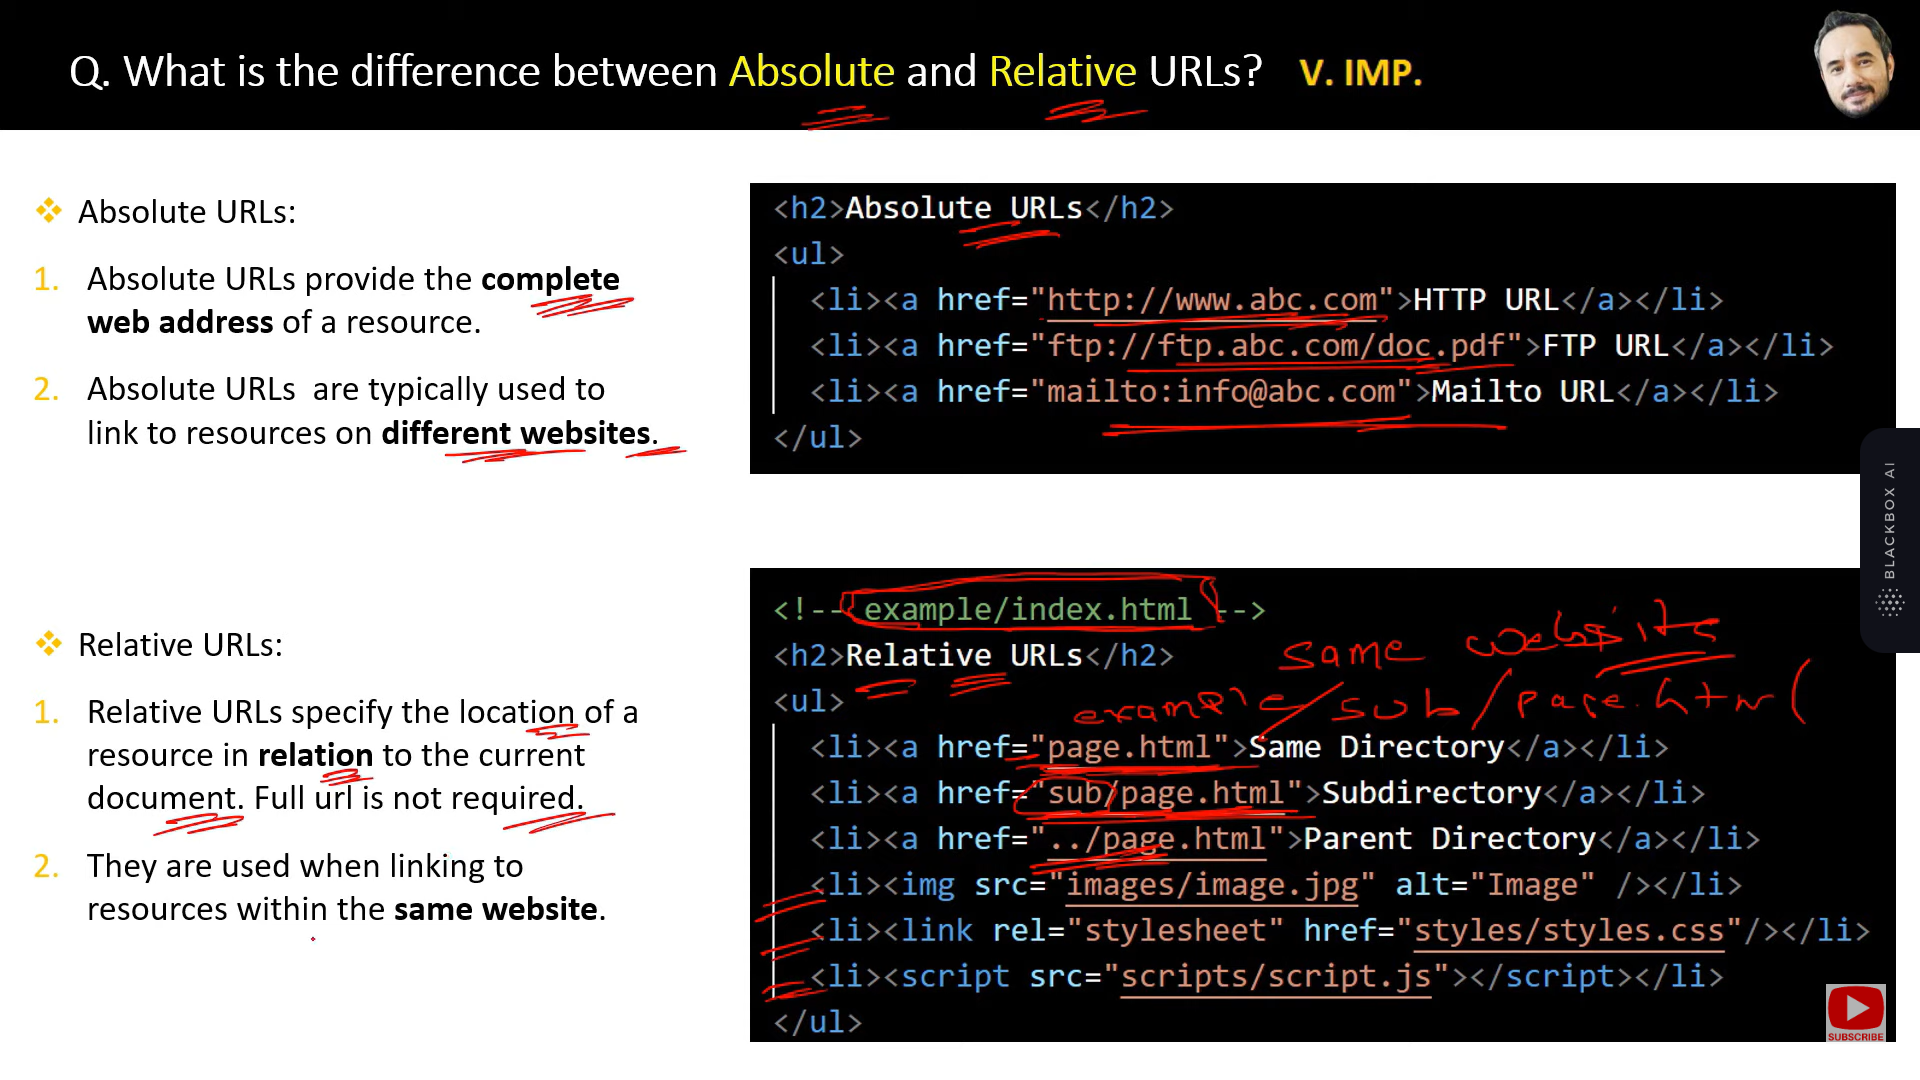 Q. What is the difference between Absolute and Relative URLs? V. IMP.
❖ Absolute URLs:
1. Absolute URLs provide the complete
web address of a resource.
2. Absolute URLs are typically used to
link to resources on different websites.
<h2>Absolute URLs</h2>
<ul>
<li><a href="http://www.abc.com">HTTP URL</a></li>
<li><a href="ftp://ftp.abc.com/doc.pdf">FTP URL</a></li>
<li><a href="mailto:info@abc.com">Mailto URL</a></li>
</ul>
BLACKBOX AI
❖ Relative URLs:
1. Relative URLs specify the location of a
resource in relation to the current
document. Full url is not required.
2. They are used when linking to
resources within the same website.
<!-- example/index.html -->
<h2>Relative URLs</h2>
same website
<ul>
example/sub/page.html
<li><a href="page.html">Same Directory</a></li>
<li><a href="sub/page.html">Subdirectory</a></li>
<li><a href="../page.html">Parent Directory</a></li>
<li><img src="images/image.jpg" alt="Image" /></li>
<li><link rel="stylesheet" href="styles/styles.css"/></li>
<li><script src="scripts/script.js"></script></li>
</ul>
SUBSCRIBE